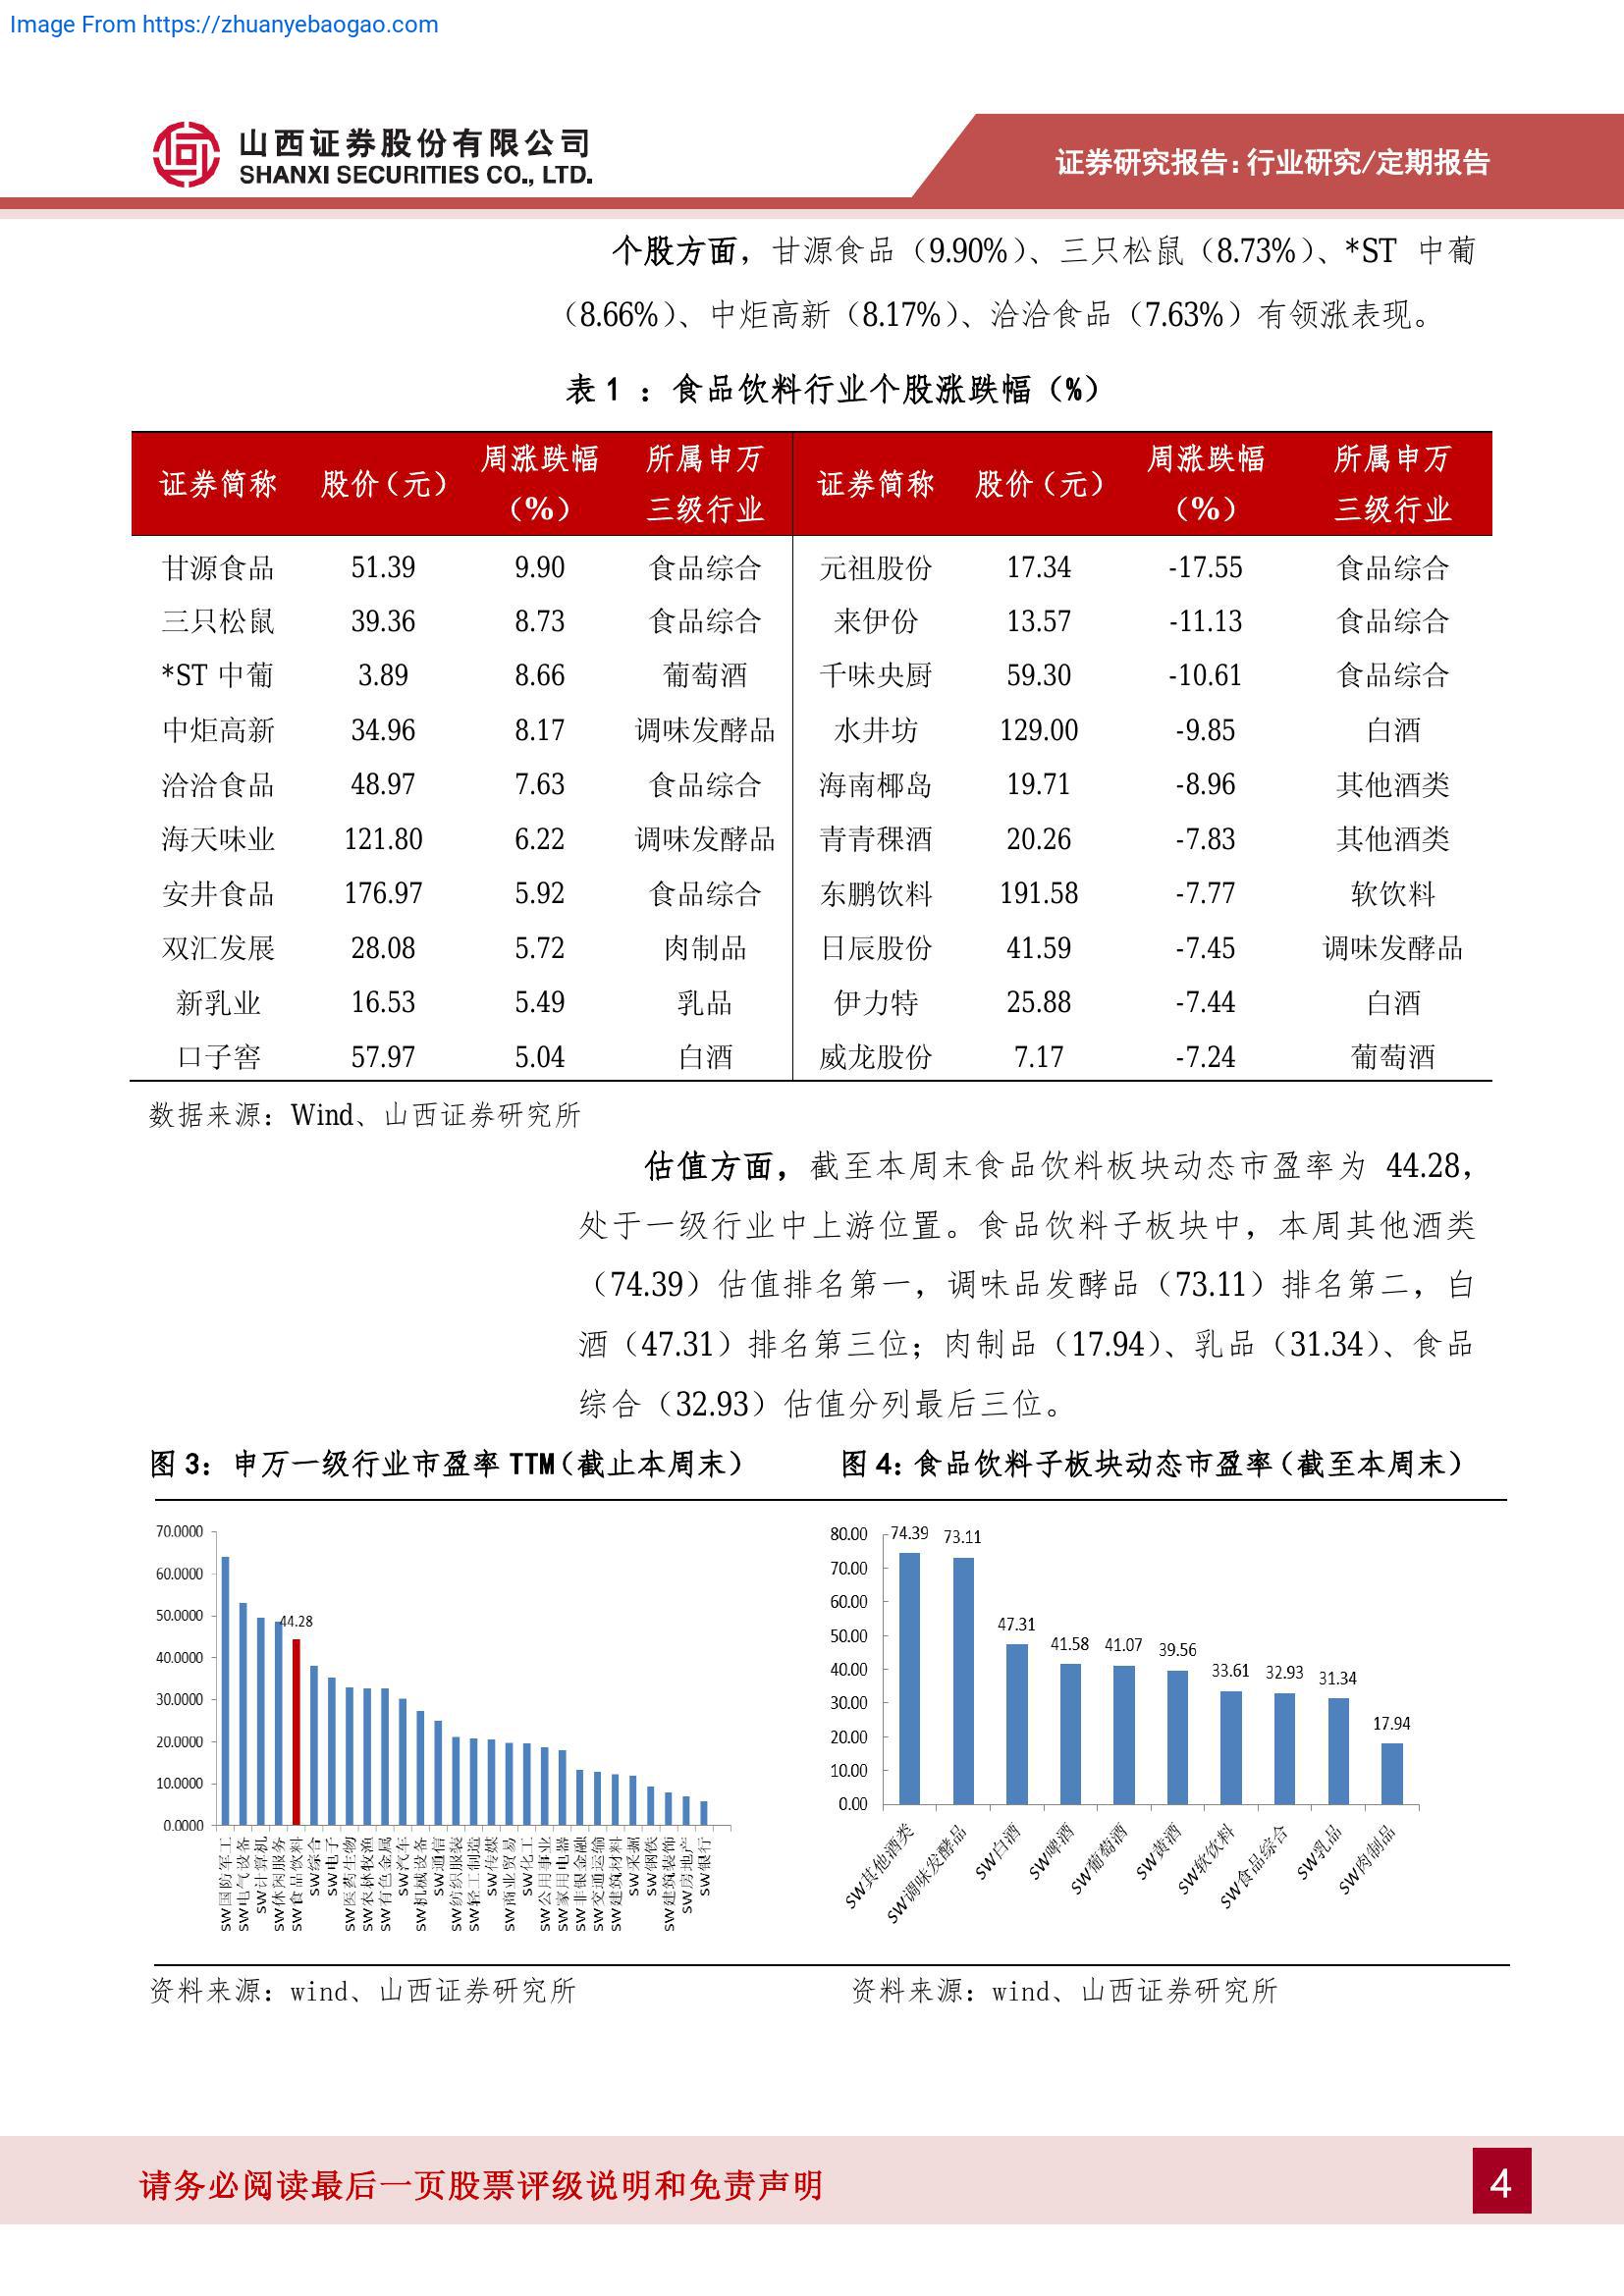 Image From https://zhuanyebaogao.com
山西证券股份有限公司
SHANXI SECURITIES CO., LTD.
证券研究报告:行业研究/定期报告
个股方面，甘源食品（9.90%）、三只松鼠（8.73%）、*ST 中葡
（8.66%）、中炬高新（8.17%）、洽洽食品（7.63%）有领涨表现。
表 1 ：食品饮料行业个股涨跌幅（%）
证券简称 股价（元） 周涨跌幅（%） 所属申万三级行业 证券简称 股价（元） 周涨跌幅（%） 所属申万三级行业
甘源食品 51.39 9.90 食品综合 元祖股份 17.34 -17.55 食品综合
三只松鼠 39.36 8.73 食品综合 来伊份 13.57 -11.13 食品综合
*ST 中葡 3.89 8.66 葡萄酒 千味央厨 59.30 -10.61 食品综合
中炬高新 34.96 8.17 调味发酵品 水井坊 129.00 -9.85 白酒
洽洽食品 48.97 7.63 食品综合 海南椰岛 19.71 -8.96 其他酒类
海天味业 121.80 6.22 调味发酵品 青青稞酒 20.26 -7.83 其他酒类
安井食品 176.97 5.92 食品综合 东鹏饮料 191.58 -7.77 软饮料
双汇发展 28.08 5.72 肉制品 日辰股份 41.59 -7.45 调味发酵品
新乳业 16.53 5.49 乳品 伊力特 25.88 -7.44 白酒
口子窖 57.97 5.04 白酒 威龙股份 7.17 -7.24 葡萄酒
数据来源：Wind、山西证券研究所
估值方面，截至本周末食品饮料板块动态市盈率为 44.28，
处于一级行业中上游位置。食品饮料子板块中，本周其他酒类
（74.39）估值排名第一，调味品发酵品（73.11）排名第二，白
酒（47.31）排名第三位；肉制品（17.94）、乳品（31.34）、食品
综合（32.93）估值分列最后三位。
图 3：申万一级行业市盈率 TTM（截止本周末）
70.0000
60.0000
50.0000
40.0000
30.0000
20.0000
10.0000
0.0000
44.28
SW国防军工
SW电气设备
SW计算机
SW休闲服务
SW食品饮料
SW综合
SW电子
SW医药生物
SW农林牧渔
SW有色金属
SW汽车
SW机械设备
SW通信
SW纺织服装
SW轻工制造
SW传媒
SW商业贸易
SW化工
SW公用事业
SW家用电器
SW非银金融
SW交通运输
SW建筑材料
SW采掘
SW钢铁
SW建筑装饰
SW房地产
SW银行
图 4：食品饮料子板块动态市盈率（截至本周末）
80.00
70.00
60.00
50.00
40.00
30.00
20.00
10.00
0.00
74.39
73.11
47.31
41.58
41.07
39.56
33.61
32.93
31.34
17.94
SW其他酒类
SW调味发酵品
SW白酒
SW啤酒
SW葡萄酒
SW黄酒
SW软饮料
SW食品综合
SW乳品
SW肉制品
资料来源：wind、山西证券研究所
资料来源：wind、山西证券研究所
请务必阅读最后一页股票评级说明和免责声明
4